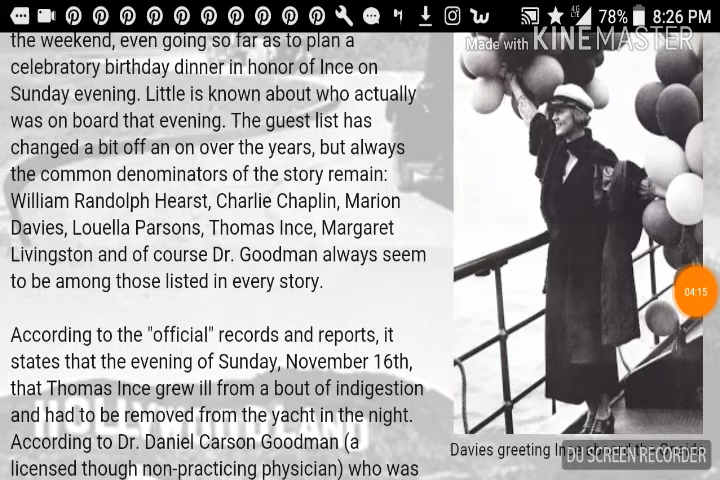 78% 8:26 PM
Made with KINEMASTER
the weekend, even going so far as to plan a
celebratory birthday dinner in honor of Ince on
Sunday evening. Little is known about who actually
was on board that evening. The guest list has
changed a bit off an on over the years, but always
the common denominators of the story remain:
William Randolph Hearst, Charlie Chaplin, Marion
Davies, Louella Parsons, Thomas Ince, Margaret
Livingston and of course Dr. Goodman always seem
to be among those listed in every story.
According to the "official" records and reports, it
states that the evening of Sunday, November 16th,
that Thomas Ince grew ill from a bout of indigestion
and had to be removed from the yacht in the night.
According to Dr. Daniel Carson Goodman (a
licensed though non-practicing physician) who was
04:15
Davies greeting Ince
DU SCREEN RECORDER
HOLLYWOODLAND